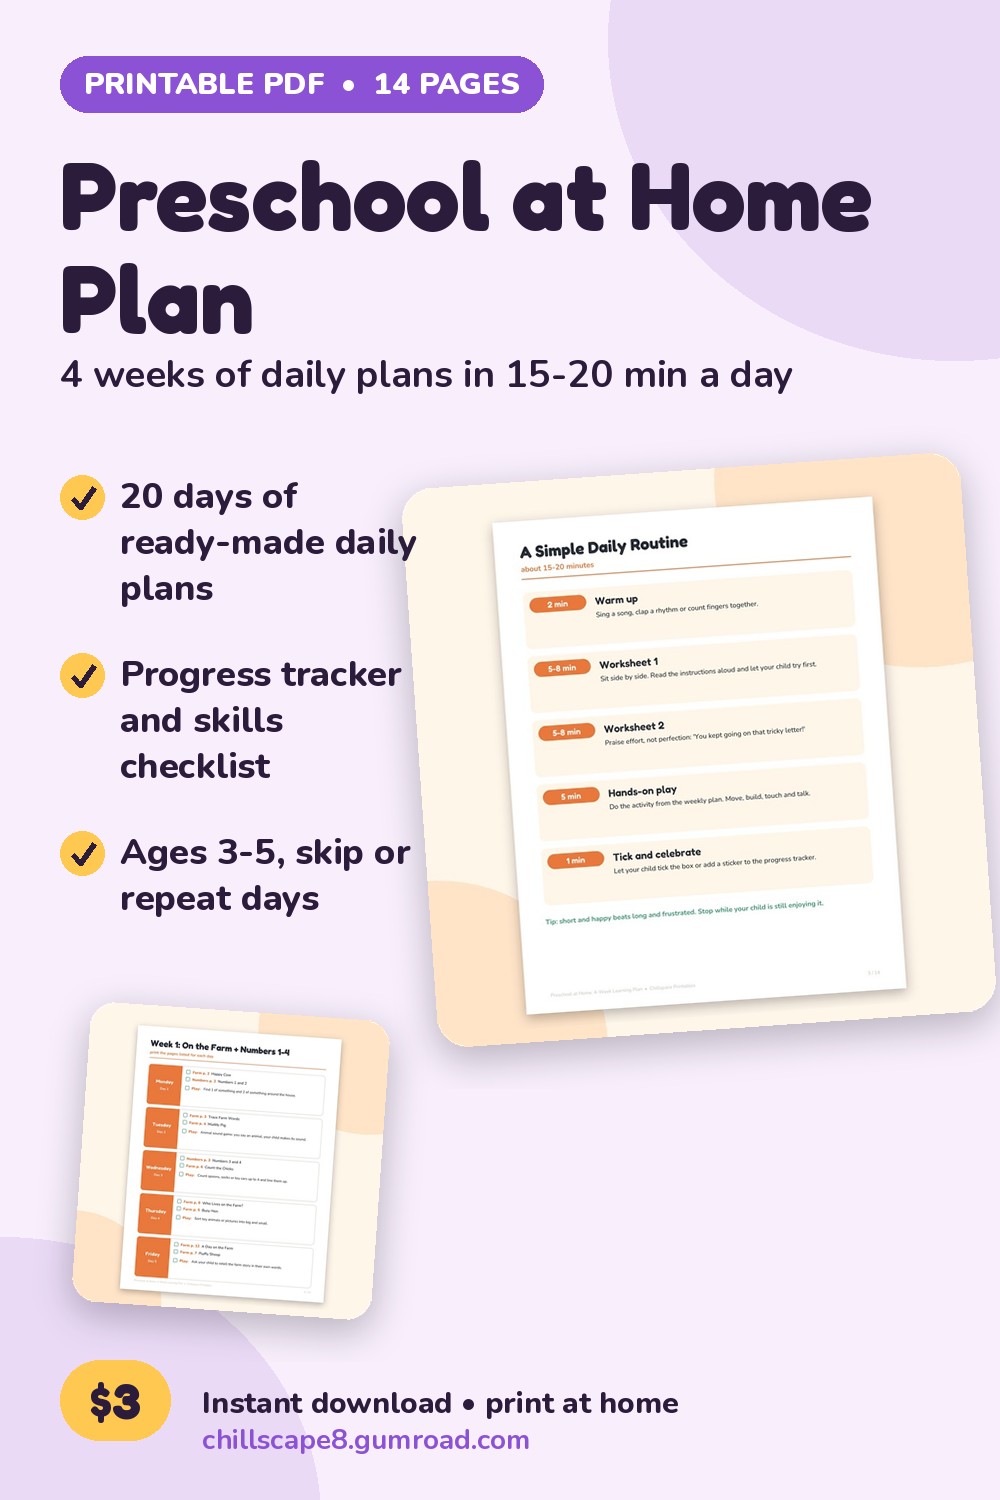 PRINTABLE PDF • 14 PAGES
Preschool at Home
Plan
4 weeks of daily plans in 15-20 min a day
20 days of
ready-made daily
plans
Progress tracker
and skills
checklist
Ages 3-5, skip or
repeat days
A Simple Daily Routine
about 15-20 minutes
2 min
Warm up
Sing a song, clap a rhythm or count fingers together.
5-8 min
Worksheet 1
Sit side by side. Read the instructions aloud and let your child try first.
5-8 min
Worksheet 2
Praise effort, not perfection: "You kept going on that tricky letter!"
5 min
Hands-on play
Do the activity from the weekly plan. Move, build, touch and talk.
1 min
Tick and celebrate
Let your child tick the box or add a sticker to the progress tracker.
Tip: short and happy beats long and frustrated. Stop while your child is still enjoying it.
Week 1: On the Farm + Numbers 1-4
print the pages listed for each day
Monday
Tuesday
Wednesday
Thursday
Friday
$3
Instant download • print at home
chillscape8.gumroad.com